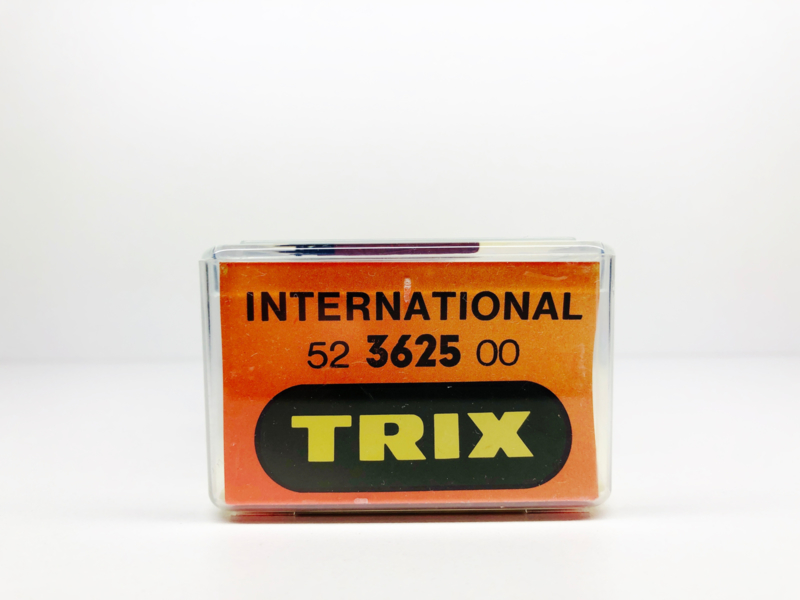 INTERNATIONAL
52 3625 00
TRIX